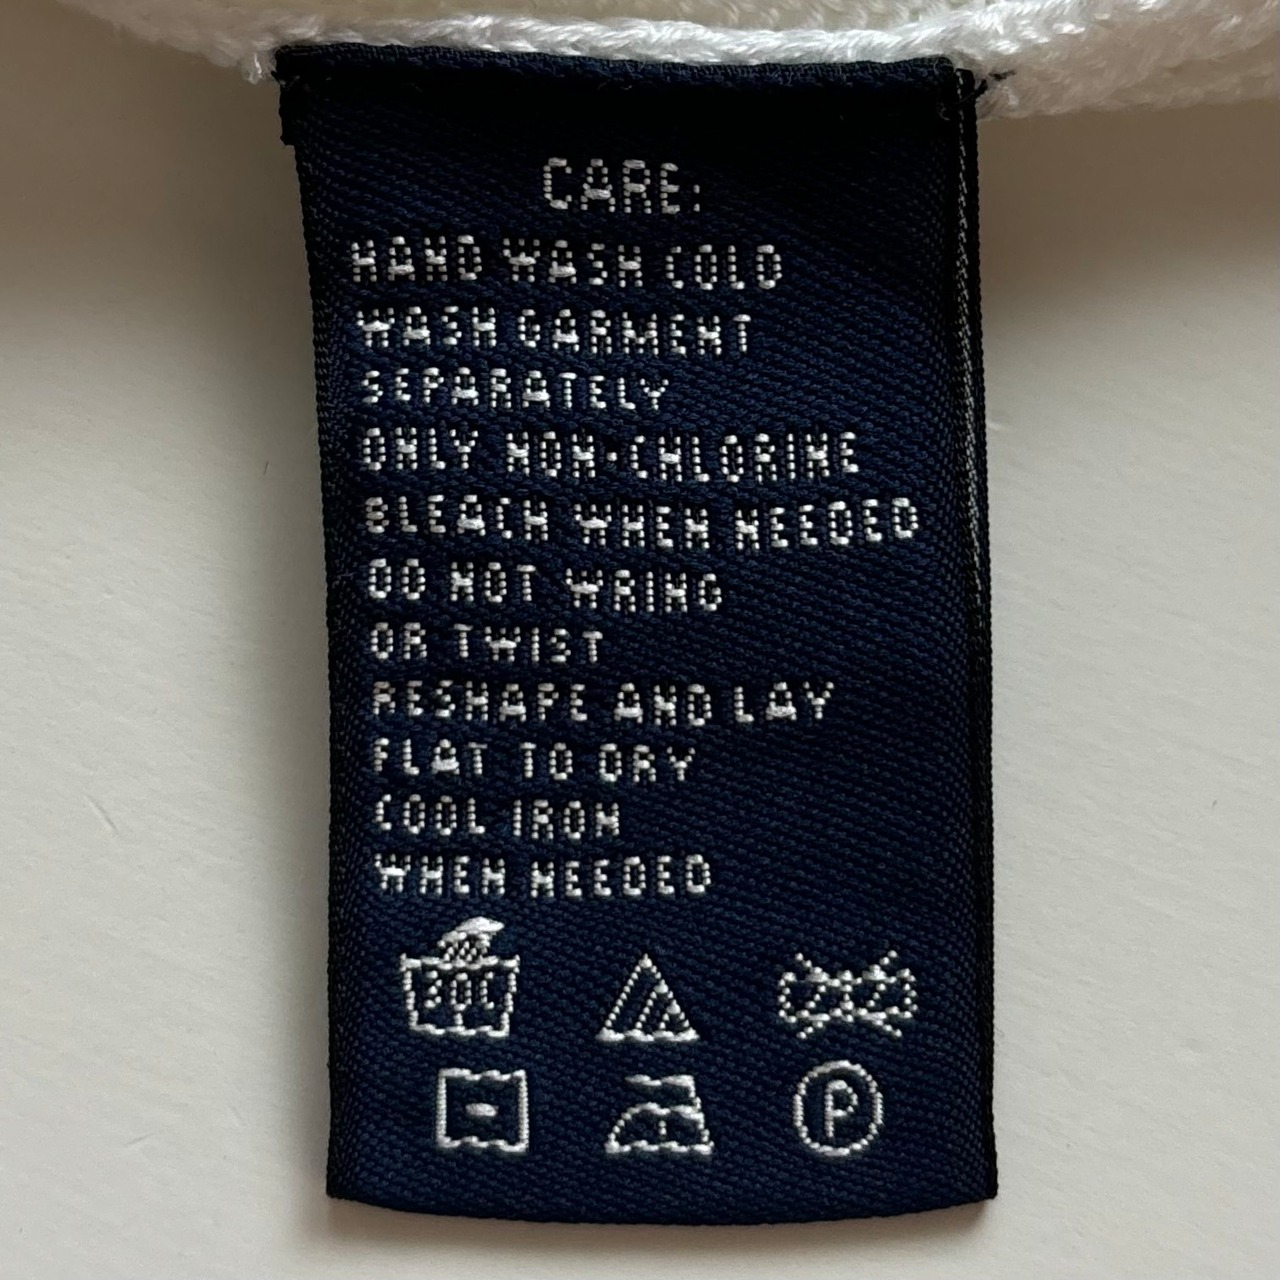 CARE:
HAND WASH COLD
WASH GARMENT
SEPARATELY
ONLY NON-CHLORINE
BLEACH WHEN NEEDED
DO NOT WRING
OR TWIST
RESHAPE AND LAY
FLAT TO DRY
COOL IRON
WHEN NEEDED
30C
P